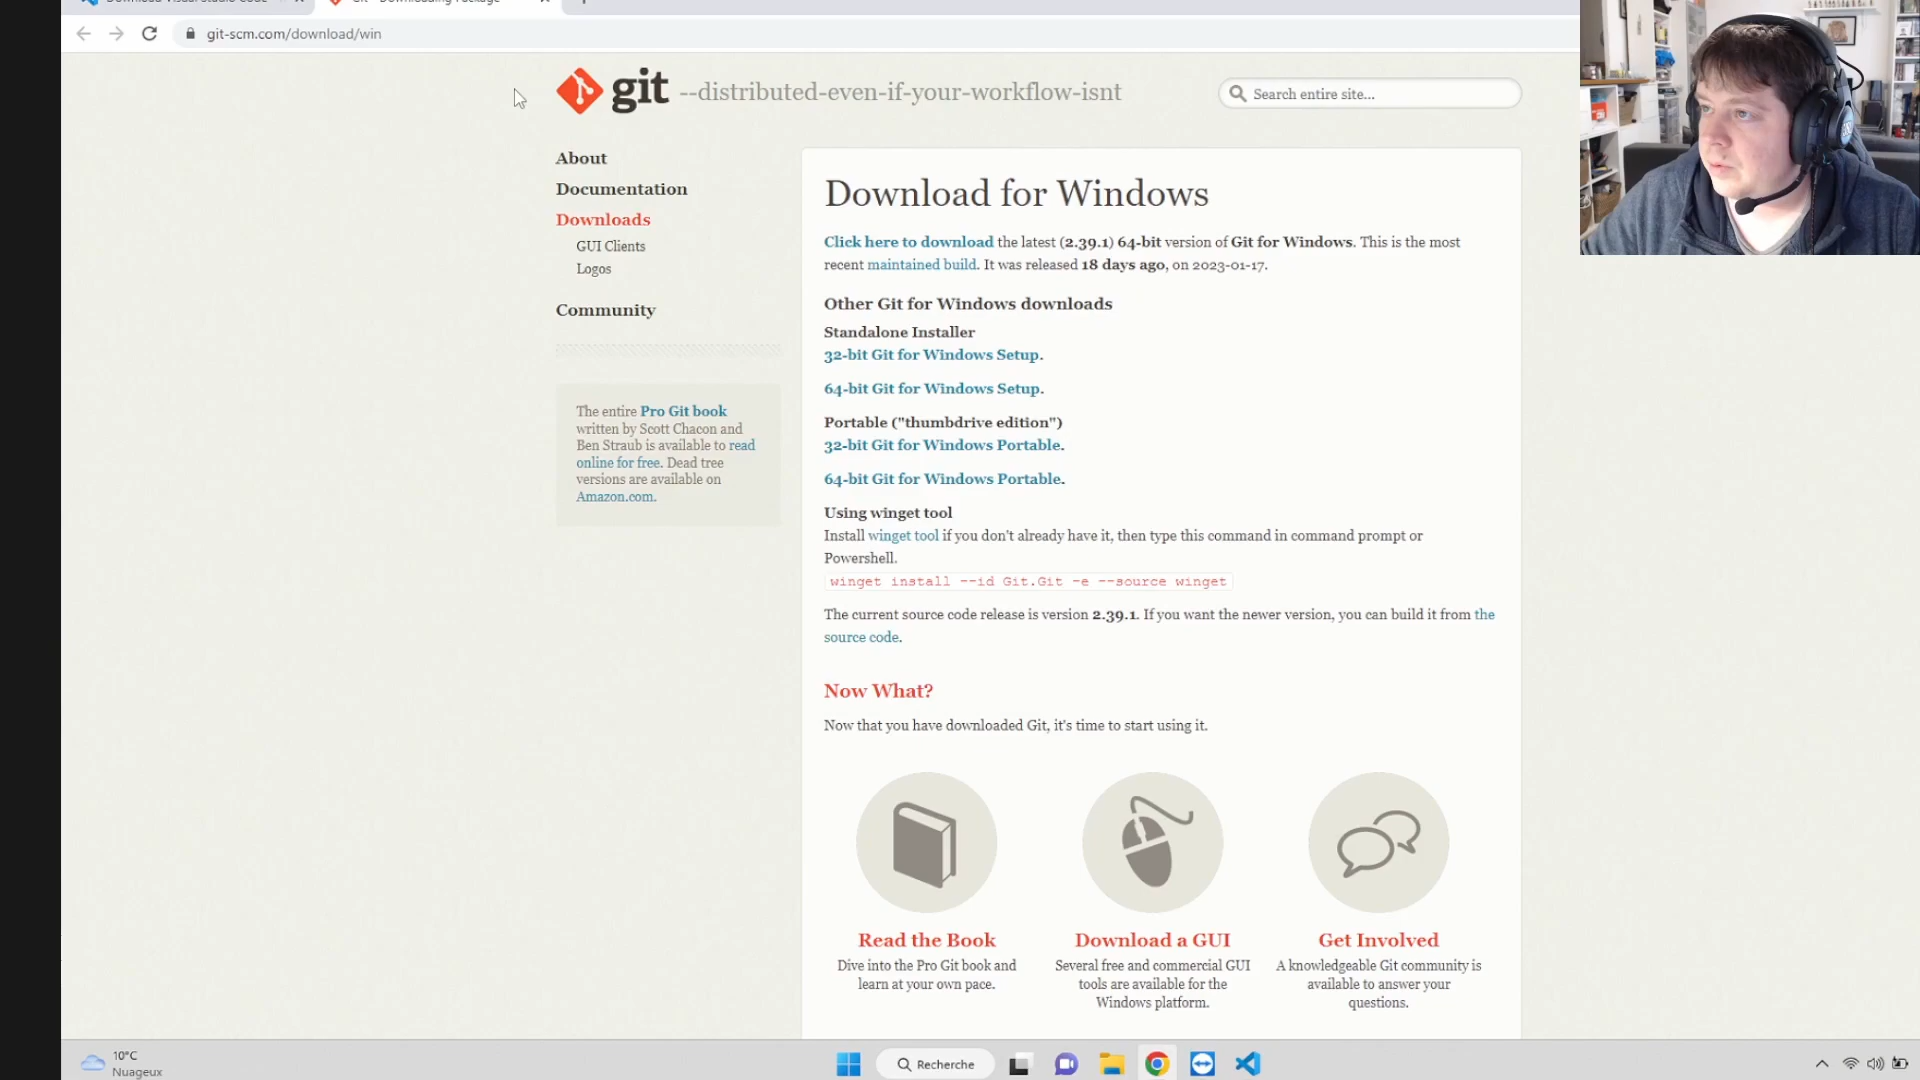 Download Visual Studio Code
Git - Downloading Package
git-scm.com/download/win
git --distributed-even-if-your-workflow-isnt
Search entire site...
About
Documentation
Downloads
GUI Clients
Logos
Community
The entire Pro Git book
written by Scott Chacon and
Ben Straub is available to read
online for free. Dead tree
versions are available on
Amazon.com.
Download for Windows
Click here to download the latest (2.39.1) 64-bit version of Git for Windows. This is the most
recent maintained build. It was released 18 days ago, on 2023-01-17.
Other Git for Windows downloads
Standalone Installer
32-bit Git for Windows Setup.
64-bit Git for Windows Setup.
Portable ("thumbdrive edition")
32-bit Git for Windows Portable.
64-bit Git for Windows Portable.
Using winget tool
Install winget tool if you don't already have it, then type this command in command prompt or
Powershell.
winget install --id Git.Git -e --source winget
The current source code release is version 2.39.1. If you want the newer version, you can build it from the
source code.
Now What?
Now that you have downloaded Git, it's time to start using it.
Read the Book
Dive into the Pro Git book and
learn at your own pace.
Download a GUI
Several free and commercial GUI
tools are available for the
Windows platform.
Get Involved
A knowledgeable Git community is
available to answer your
questions.
10°C
Nuageux
Recherche